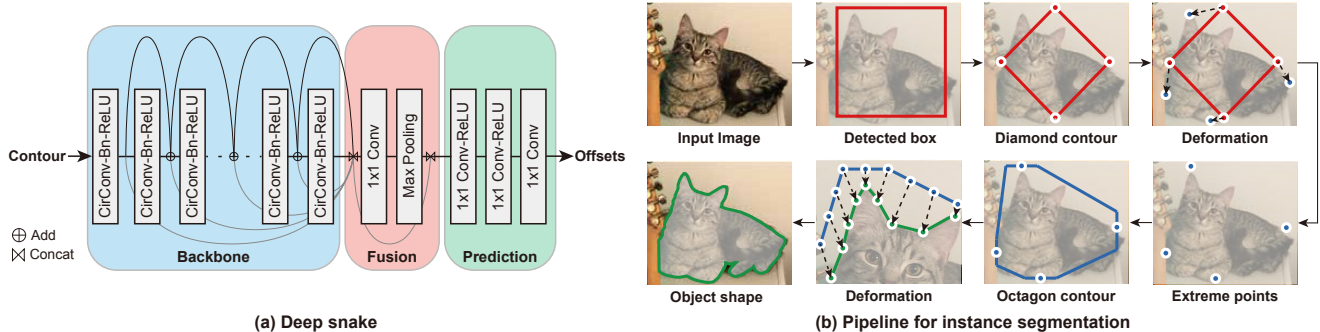 Contour
CirConv-Bn-ReLU
CirConv-Bn-ReLU
CirConv-Bn-ReLU
CirConv-Bn-ReLU
CirConv-Bn-ReLU
1x1 Conv
Max Pooling
1x1 Conv-ReLU
1x1 Conv-ReLU
1x1 Conv
Offsets
Add
Concat
Backbone
Fusion
Prediction
(a) Deep snake
Input Image
Detected box
Diamond contour
Deformation
Object shape
Deformation
Octagon contour
Extreme points
(b) Pipeline for instance segmentation